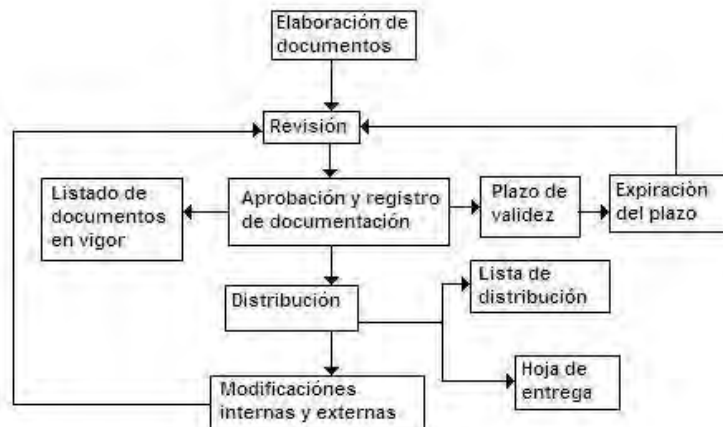 Elaboración de
documentos
Revisión
Listado de
documentos
en vigor
Aprobación y registro
de documentación
Plazo de
validez
Expiración
del plazo
Distribución
Lista de
distribución
Hoja de
entrega
Modificaciónes
internas y externas